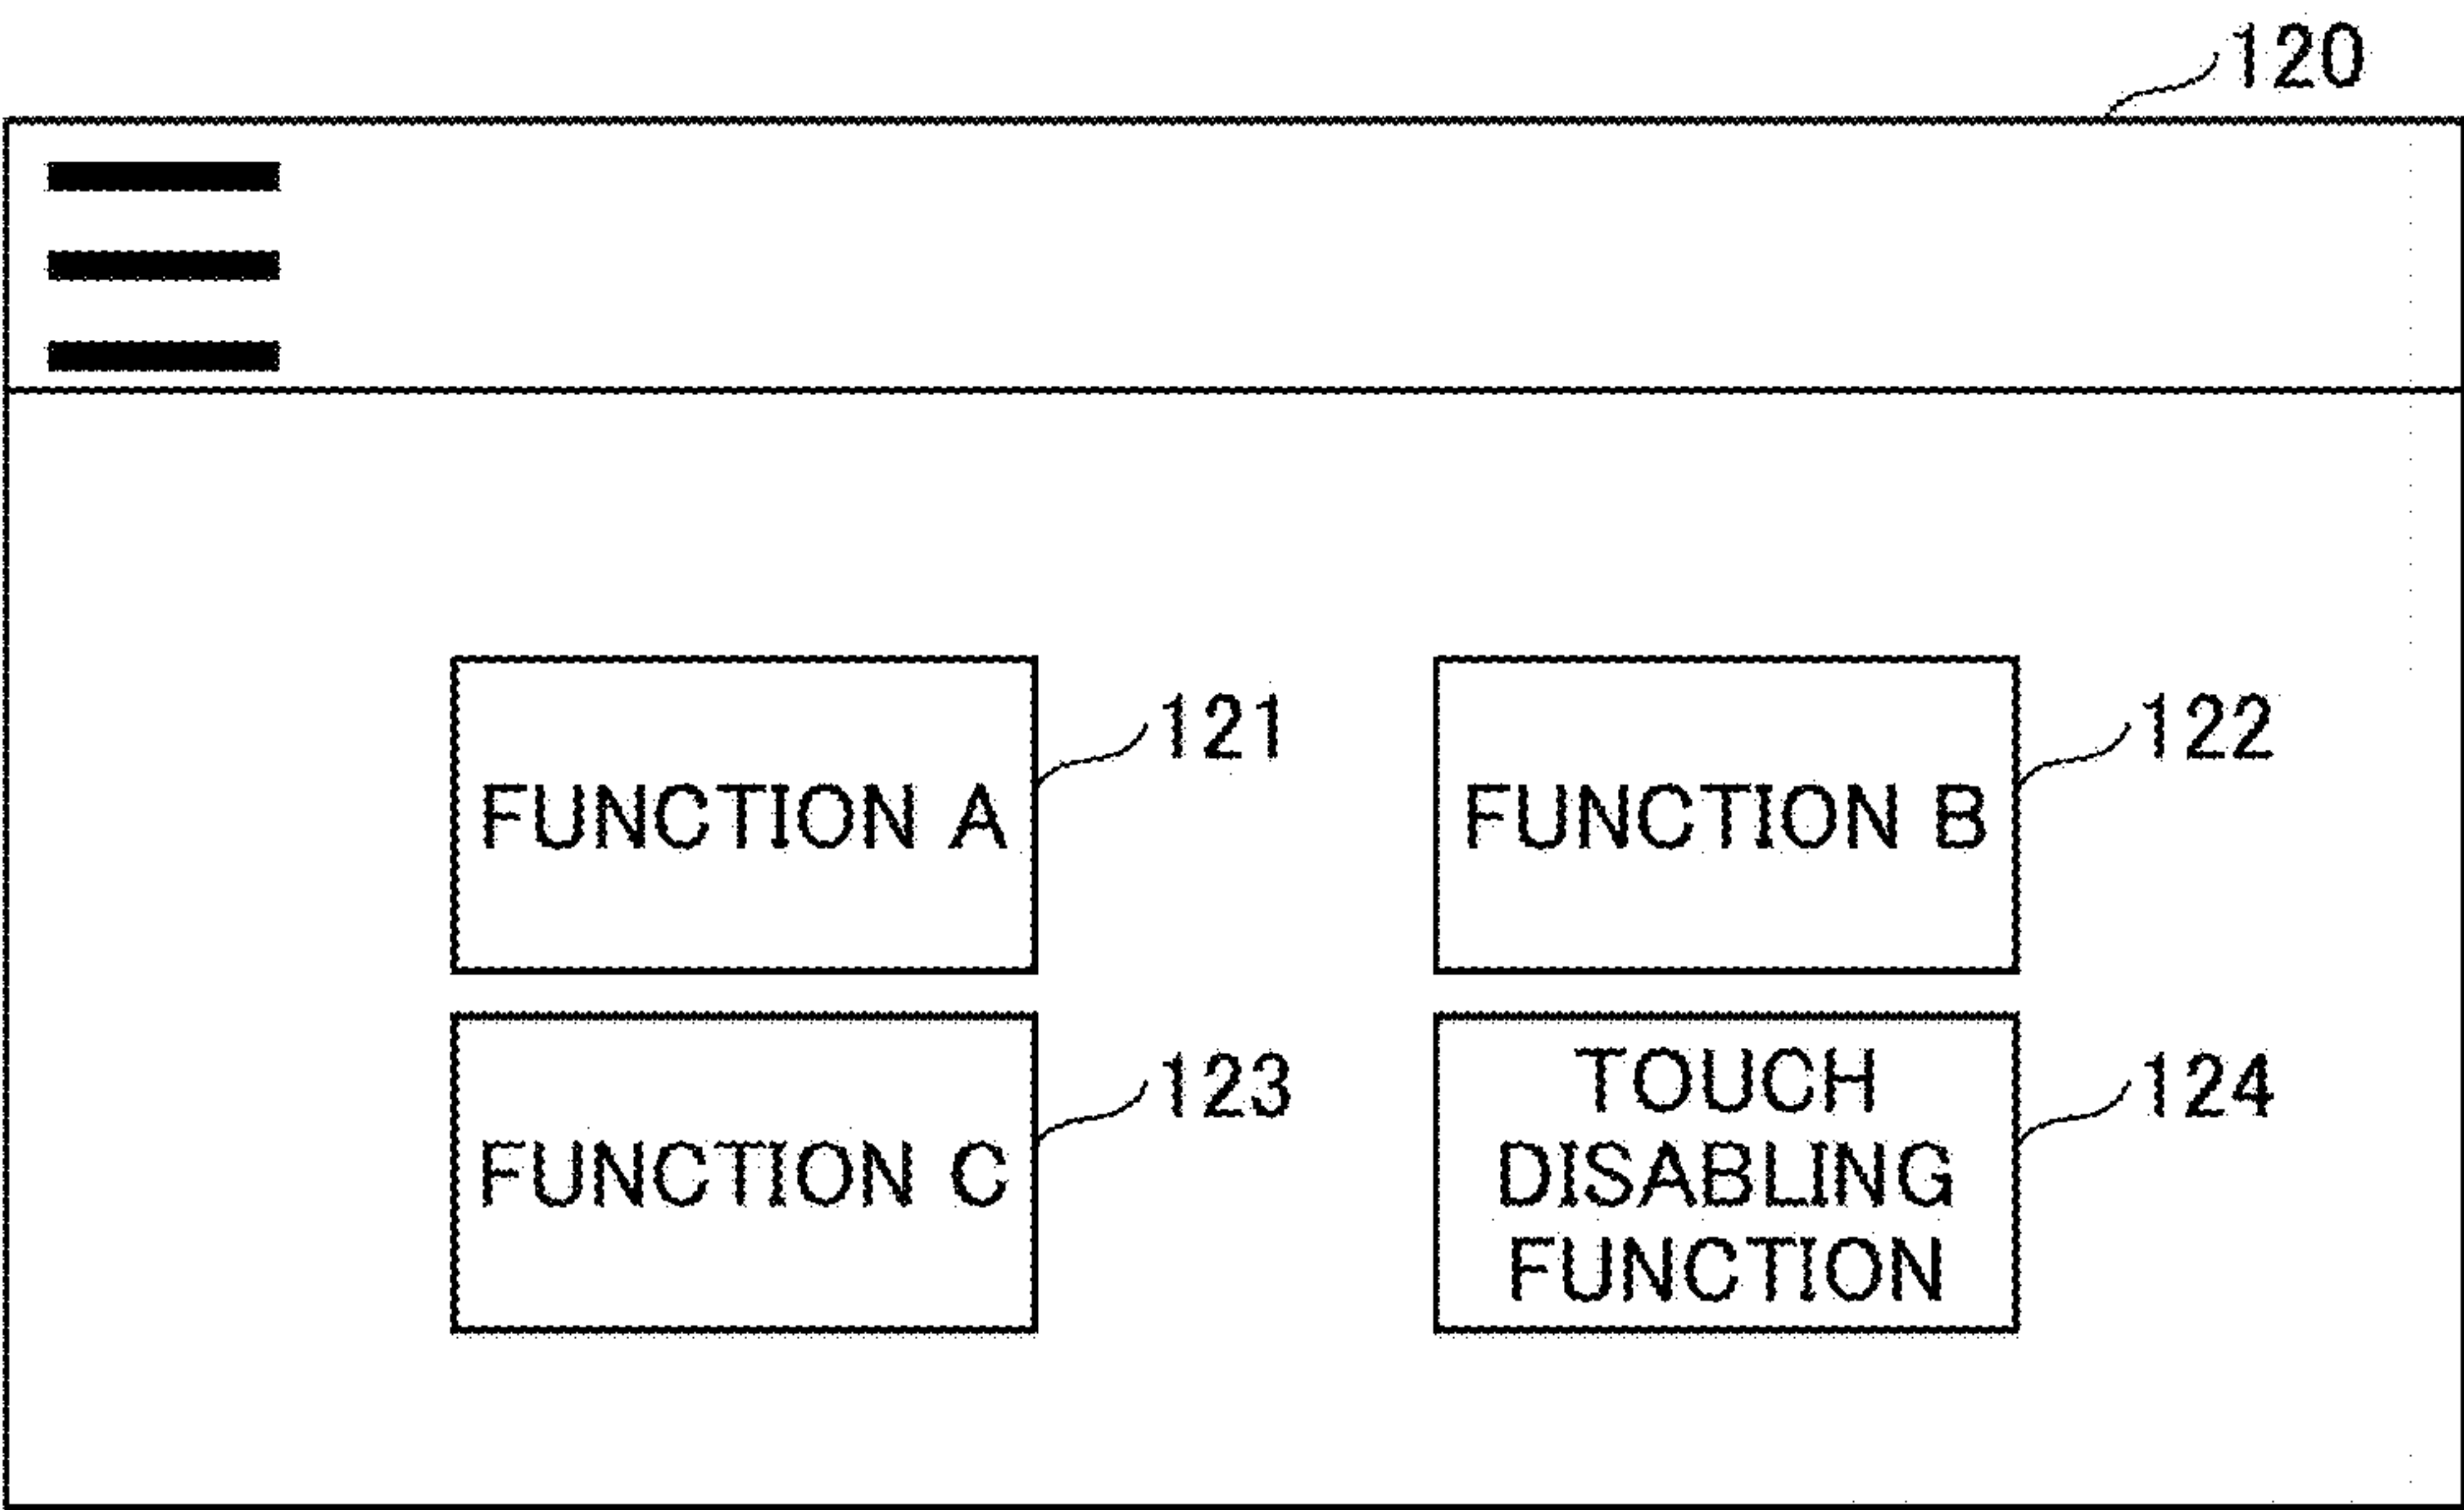 120
FUNCTION A
121
FUNCTION B
122
FUNCTION C
123
TOUCH
DISABLING
FUNCTION
124